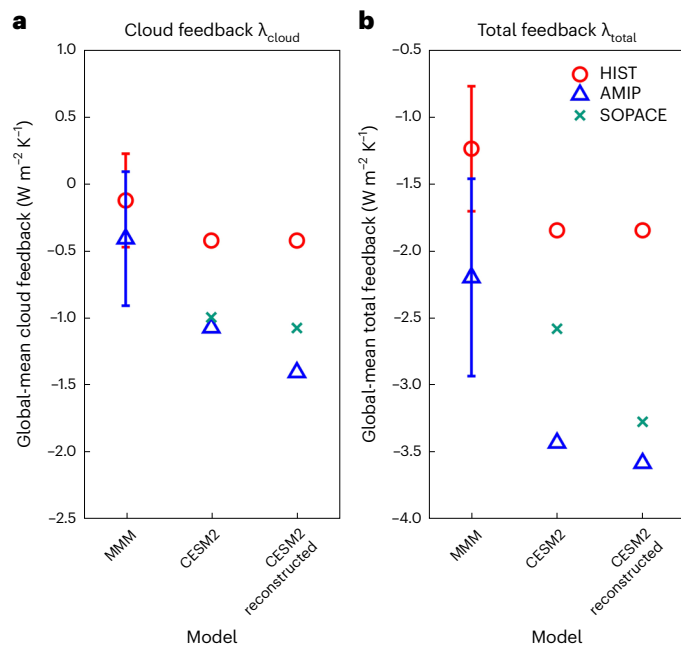 a
Cloud feedback λcloud
1.0
0.5
0
−0.5
−1.0
−1.5
−2.0
−2.5
Global-mean cloud feedback (W m−2 K−1)
MMM
CESM2
CESM2
reconstructed
Model
b
Total feedback λtotal
−0.5
−1.0
−1.5
−2.0
−2.5
−3.0
−3.5
−4.0
Global-mean total feedback (W m−2 K−1)
HIST
AMIP
SOPACE
MMM
CESM2
CESM2
reconstructed
Model